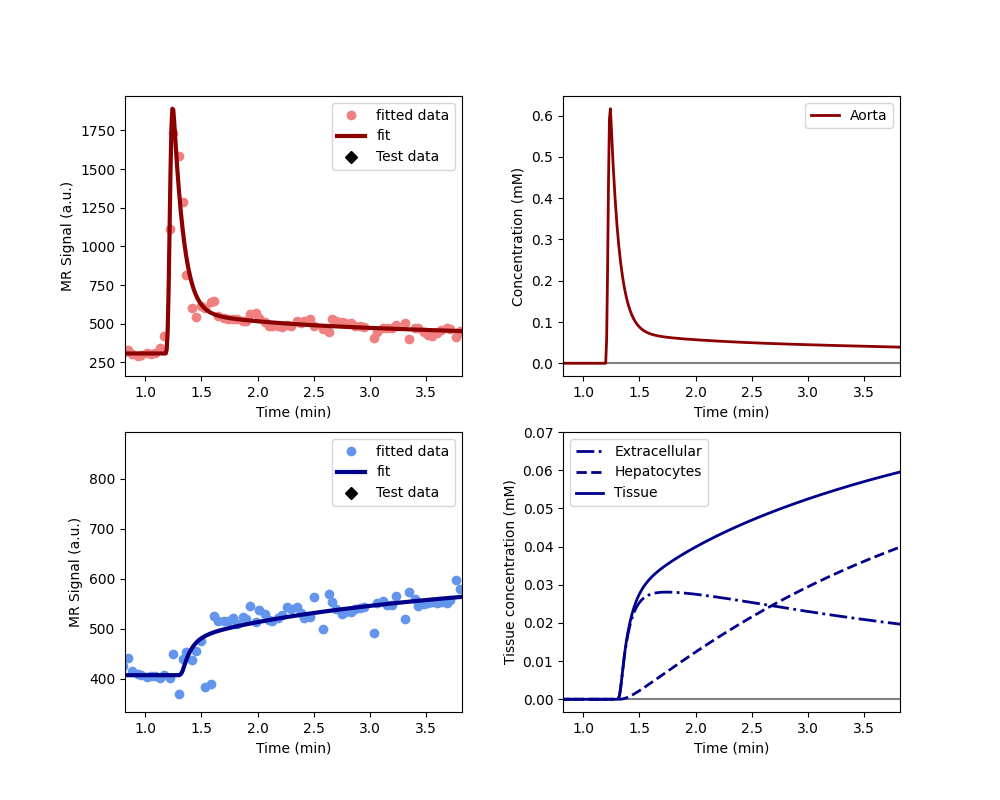 1750
1500
1250
1000
750
500
250
MR Signal (a.u.)
1.0 1.5 2.0 2.5 3.0 3.5
Time (min)
fitted data
fit
Test data
0.6
0.5
0.4
0.3
0.2
0.1
0.0
Concentration (mM)
1.0 1.5 2.0 2.5 3.0 3.5
Time (min)
Aorta
800
700
600
500
400
MR Signal (a.u.)
1.0 1.5 2.0 2.5 3.0 3.5
Time (min)
fitted data
fit
Test data
0.07
0.06
0.05
0.04
0.03
0.02
0.01
0.00
Tissue concentration (mM)
1.0 1.5 2.0 2.5 3.0 3.5
Time (min)
Extracellular
Hepatocytes
Tissue